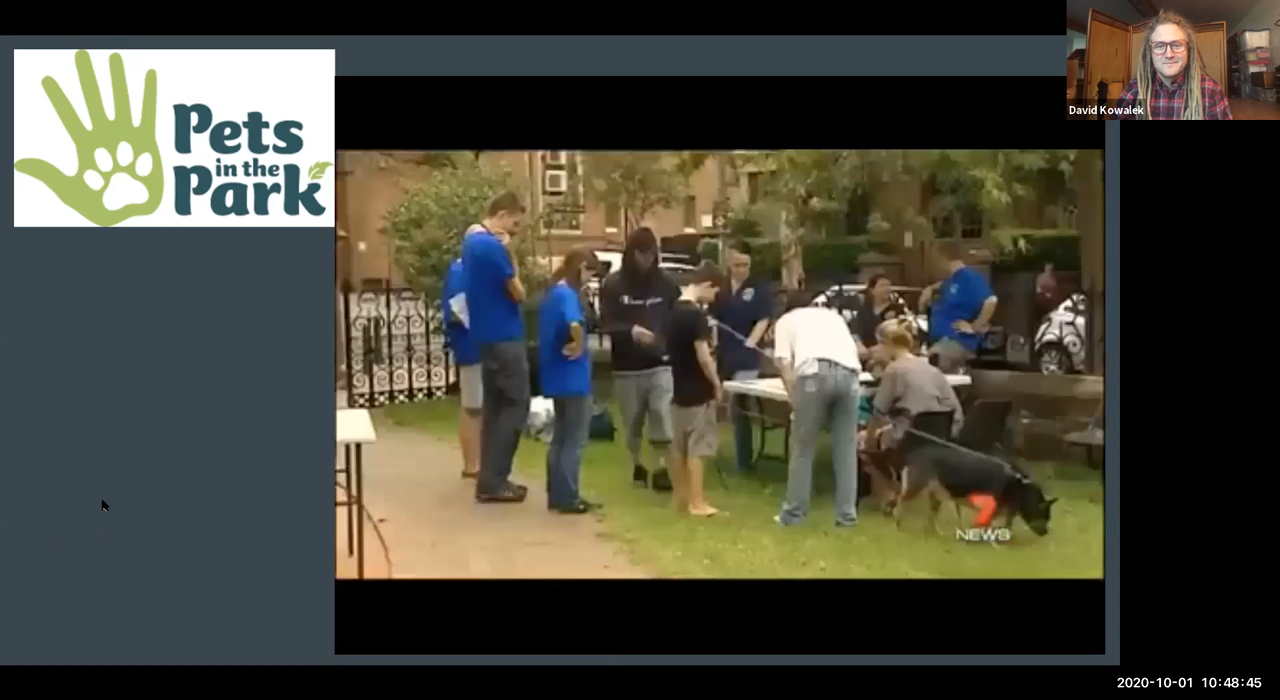 Pets
in the
Park
David Kowalek
NEWS
2020-10-01 10:48:45